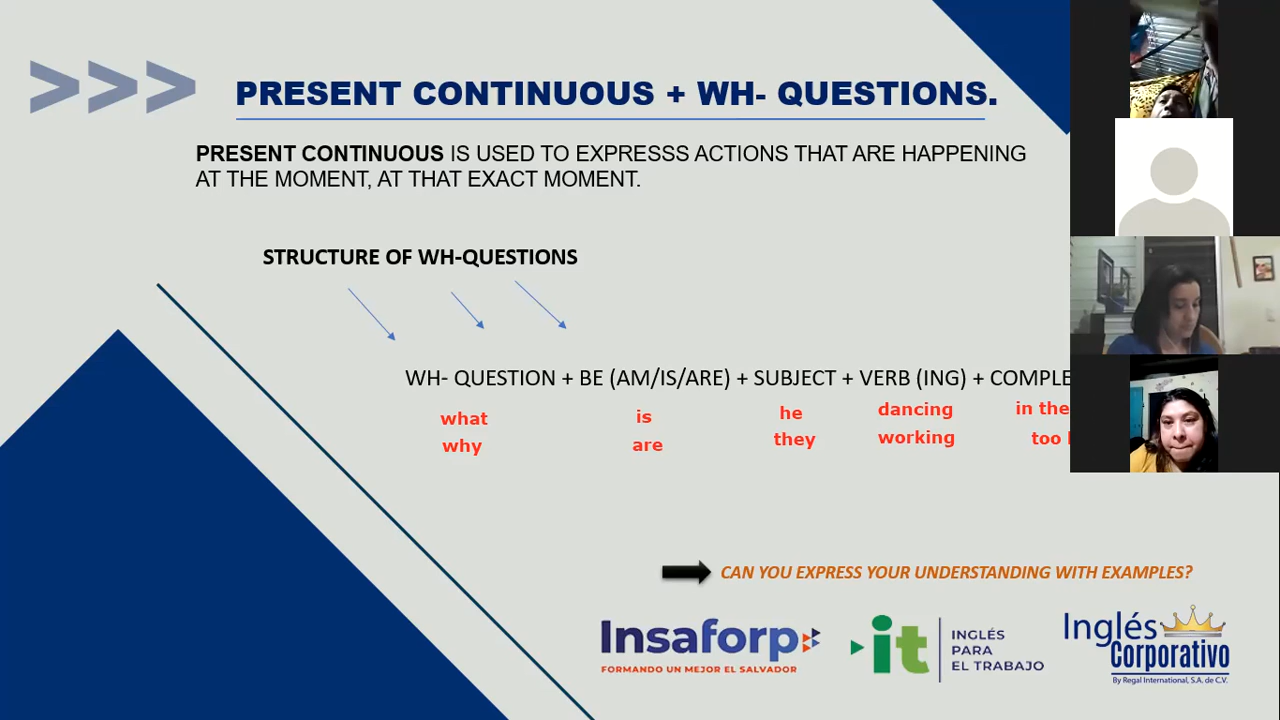 >>> PRESENT CONTINUOUS + WH- QUESTIONS.
PRESENT CONTINUOUS IS USED TO EXPRESSS ACTIONS THAT ARE HAPPENING
AT THE MOMENT, AT THAT EXACT MOMENT.
STRUCTURE OF WH-QUESTIONS
WH- QUESTION + BE (AM/IS/ARE) + SUBJECT + VERB (ING) +
what is he dancing in the
why are they working too
CAN YOU EXPRESS YOUR UNDERSTANDING WITH EXAMPLES?
Insaforp
FORMANDO UN MEJOR EL SALVADOR
it
INGLÉS
PARA
EL TRABAJO
Inglés
Corporativo
By Regal International, S.A. de C.V.